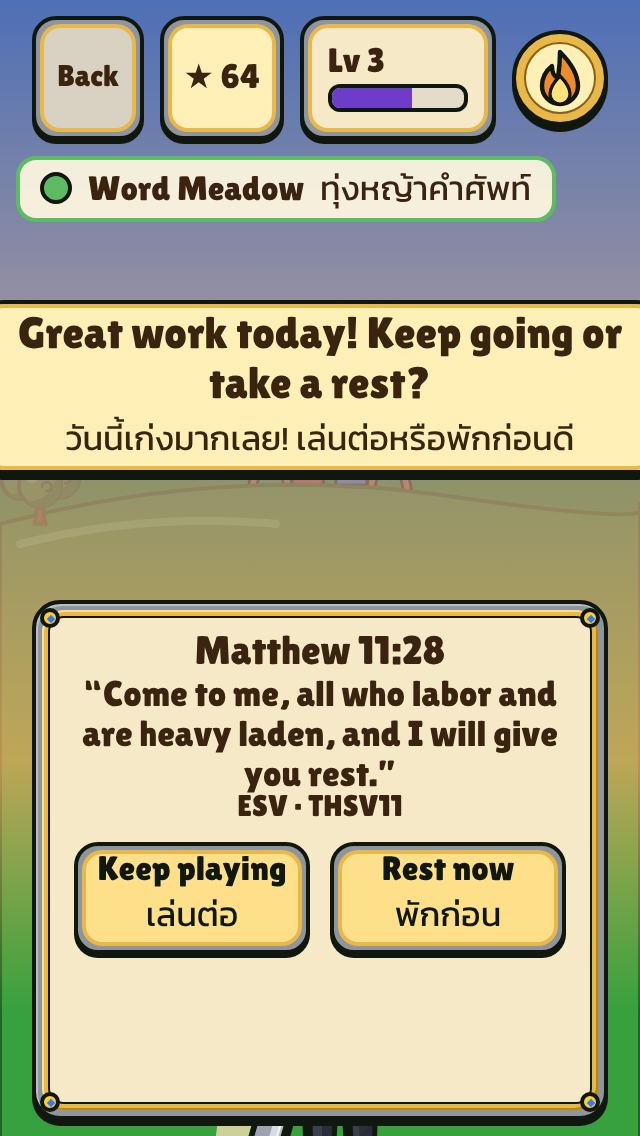 Back
★ 64
Lv 3
Word Meadow ทุ่งหญ้าคำศัพท์
Great work today! Keep going or
take a rest?
วันนี้เก่งมากเลย! เล่นต่อหรือพักก่อนดี
Matthew 11:28
“Come to me, all who labor and
are heavy laden, and I will give
you rest.”
ESV · THSV11
Keep playing
เล่นต่อ
Rest now
พักก่อน